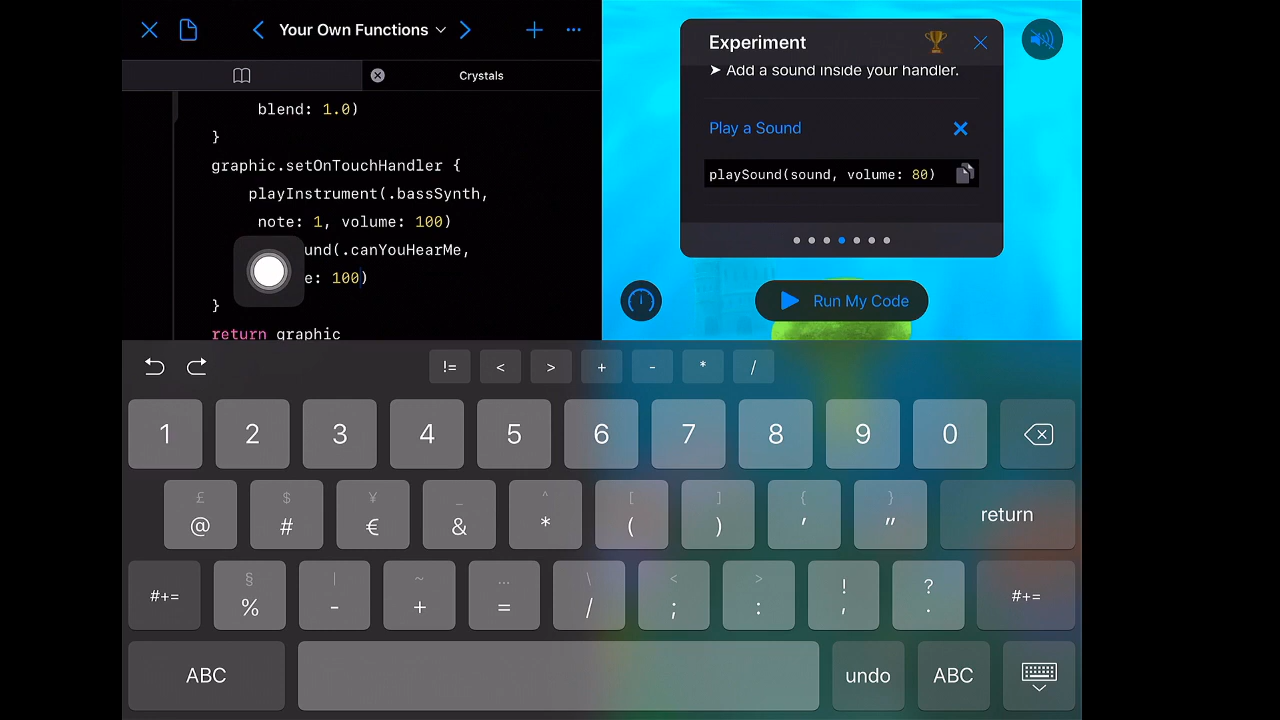 Your Own Functions
Crystals
blend: 1.0)
}
graphic.setOnTouchHandler {
playInstrument(.bassSynth,
note: 1, volume: 100)
und(.canYouHearMe,
e: 100)
}
return graphic
Experiment
➤ Add a sound inside your handler.
Play a Sound
playSound(sound, volume: 80)
Run My Code
!= < > + - * /
1 2 3 4 5 6 7 8 9 0
£ $ ¥ _ ^ [ ] { }
@ # € & * ( ) ' " return
§ | ~ … \ < > ! ?
#+= % - + = / ; : , . #+=
ABC undo ABC